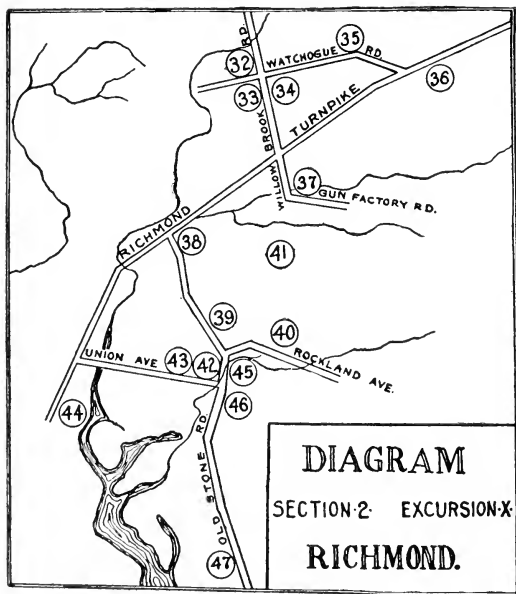 RD.
35
32
WATCHOGUE RD
36
33
34
WILLOW BROOK
TURNPIKE
37
GUN FACTORY RD.
RICHMOND
38
41
39
40
UNION AVE
43
42
45
ROCKLAND AVE.
46
44
OLD STONE RD.
47
DIAGRAM
SECTION·2· EXCURSION·X·
RICHMOND.